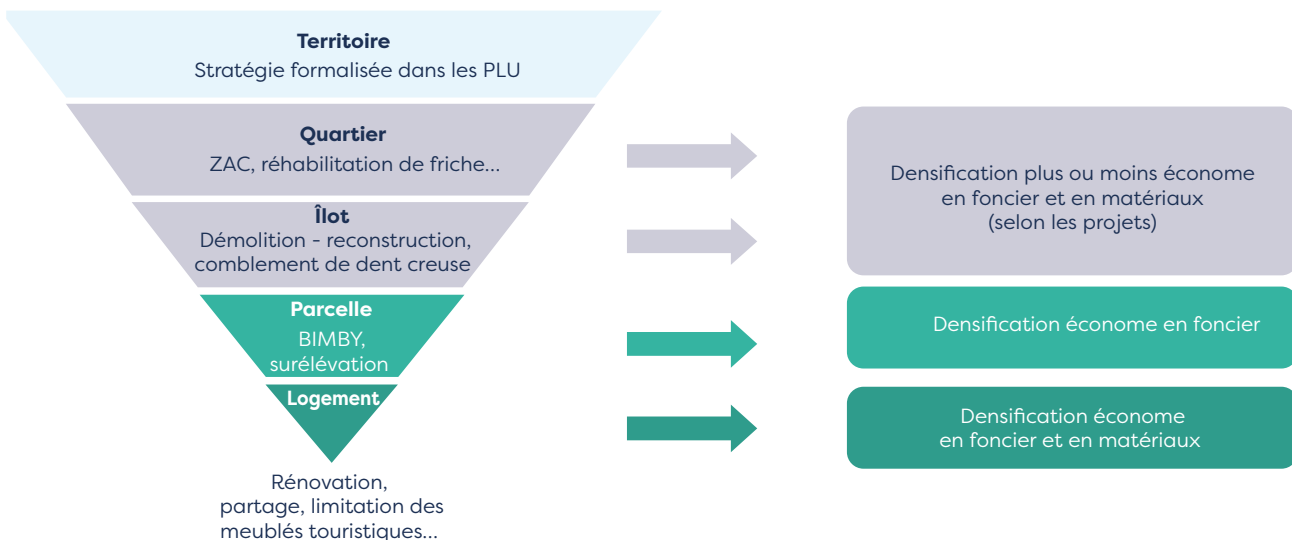 Territoire
Stratégie formalisée dans les PLU
Quartier
ZAC, réhabilitation de friche...
Îlot
Démolition - reconstruction,
comblement de dent creuse
Parcelle
BIMBY,
surélévation
Logement
Rénovation,
partage, limitation des
meublés touristiques...
Densification plus ou moins économe
en foncier et en matériaux
(selon les projets)
Densification économe en foncier
Densification économe
en foncier et en matériaux